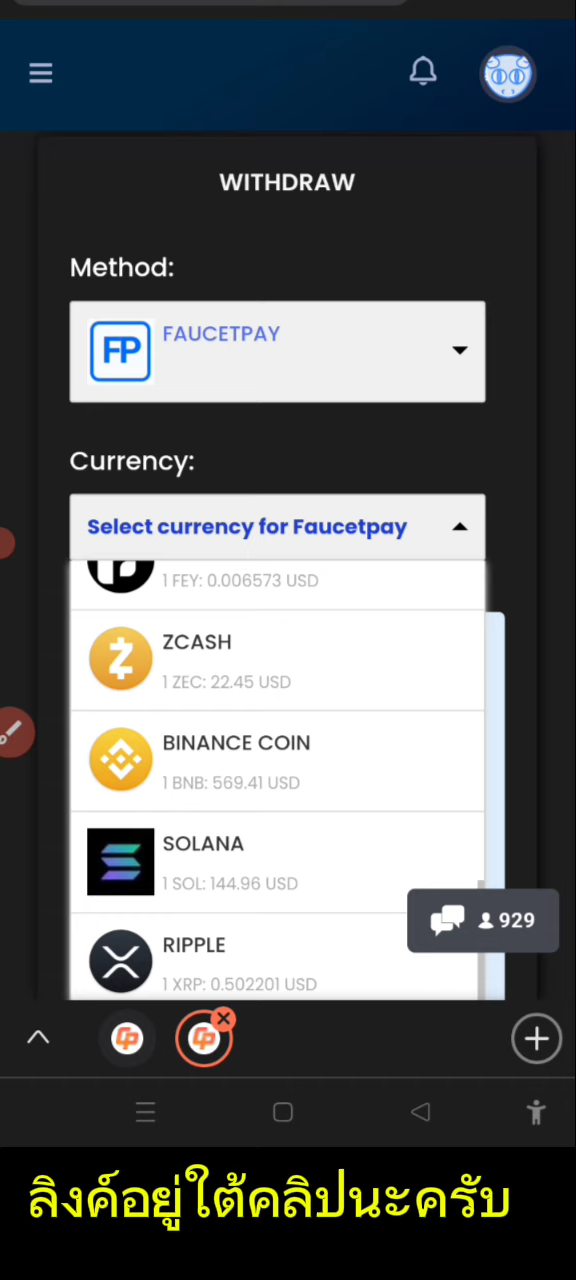 WITHDRAW
Method:
FP
FAUCETPAY
Currency:
Select currency for Faucetpay
1 FEY: 0.006573 USD
ZCASH
1 ZEC: 22.45 USD
BINANCE COIN
1 BNB: 569.41 USD
SOLANA
1 SOL: 144.96 USD
929
RIPPLE
1 XRP: 0.502201 USD
ลิงค์อยู่ใต้คลิปนะครับ